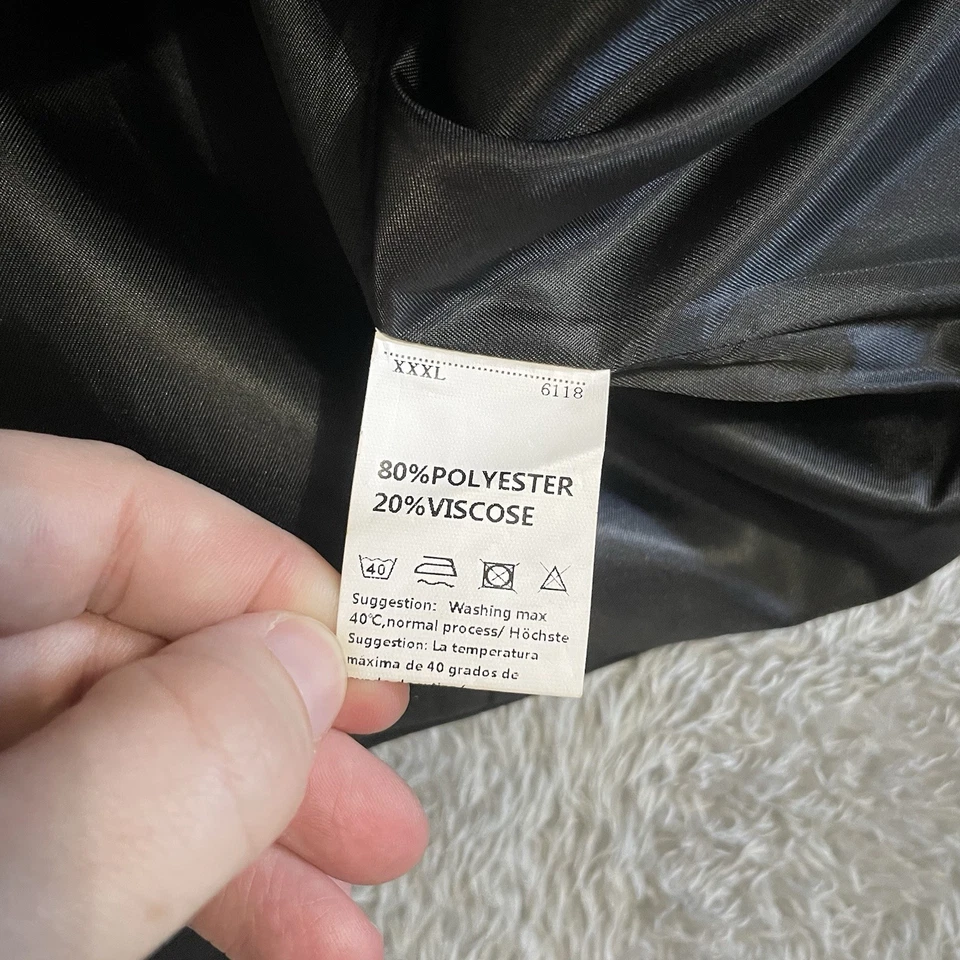 XXXL
6118
80%POLYESTER
20%VISCOSE
40
Suggestion: Washing max
40℃,normal process/ Höchste
Suggestion: La temperatura
máxima de 40 grados de